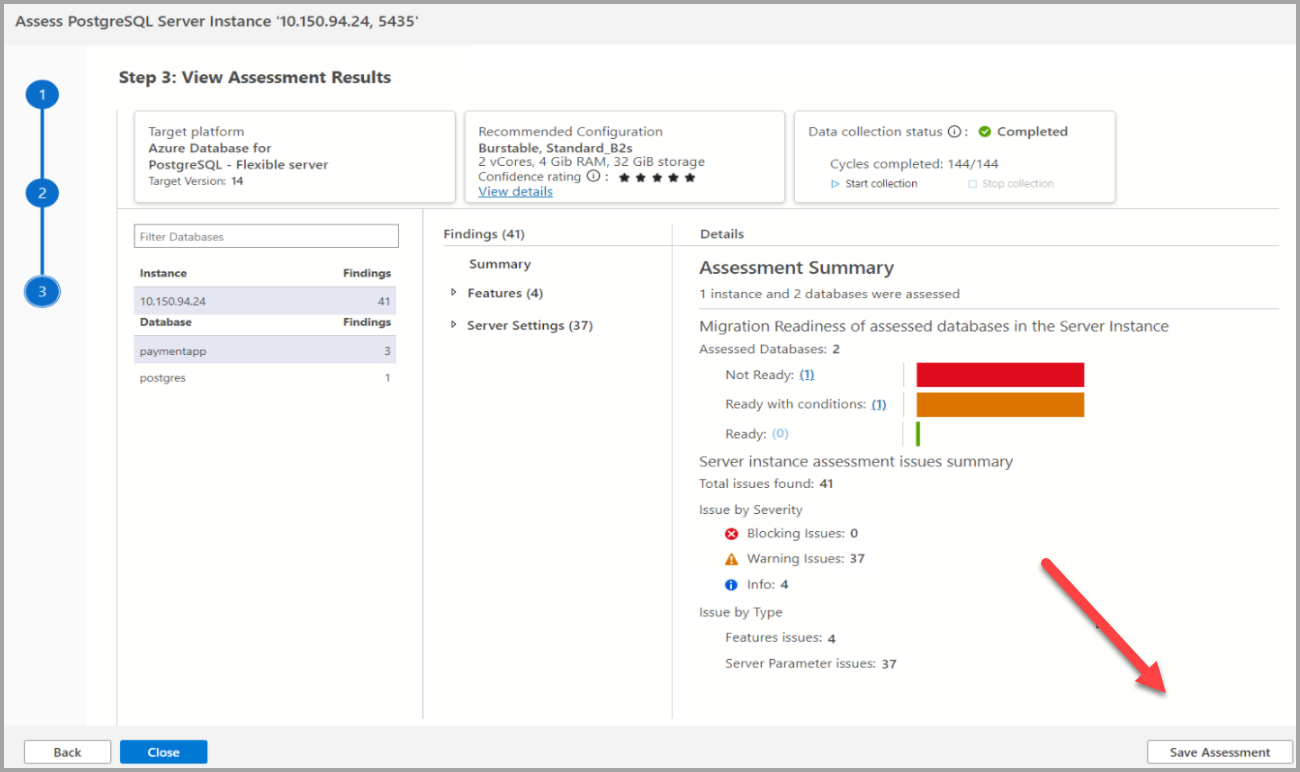 Assess PostgreSQL Server Instance '10.150.94.24, 5435'
Step 3: View Assessment Results
1
2
3
Target platform
Azure Database for
PostgreSQL - Flexible server
Target Version: 14
Recommended Configuration
Burstable, Standard_B2s
2 vCores, 4 Gib RAM, 32 GiB storage
Confidence rating ⓘ : ★ ★ ★ ★ ★
View details
Data collection status ⓘ : Completed
Cycles completed: 144/144
Start collection Stop collection
Filter Databases
Instance Findings
10.150.94.24 41
Database Findings
paymentapp 3
postgres 1
Findings (41)
Summary
Features (4)
Server Settings (37)
Details
Assessment Summary
1 instance and 2 databases were assessed
Migration Readiness of assessed databases in the Server Instance
Assessed Databases: 2
Not Ready: (1)
Ready with conditions: (1)
Ready: (0)
Server instance assessment issues summary
Total issues found: 41
Issue by Severity
Blocking Issues: 0
Warning Issues: 37
Info: 4
Issue by Type
Features issues: 4
Server Parameter issues: 37
Back Close Save Assessment